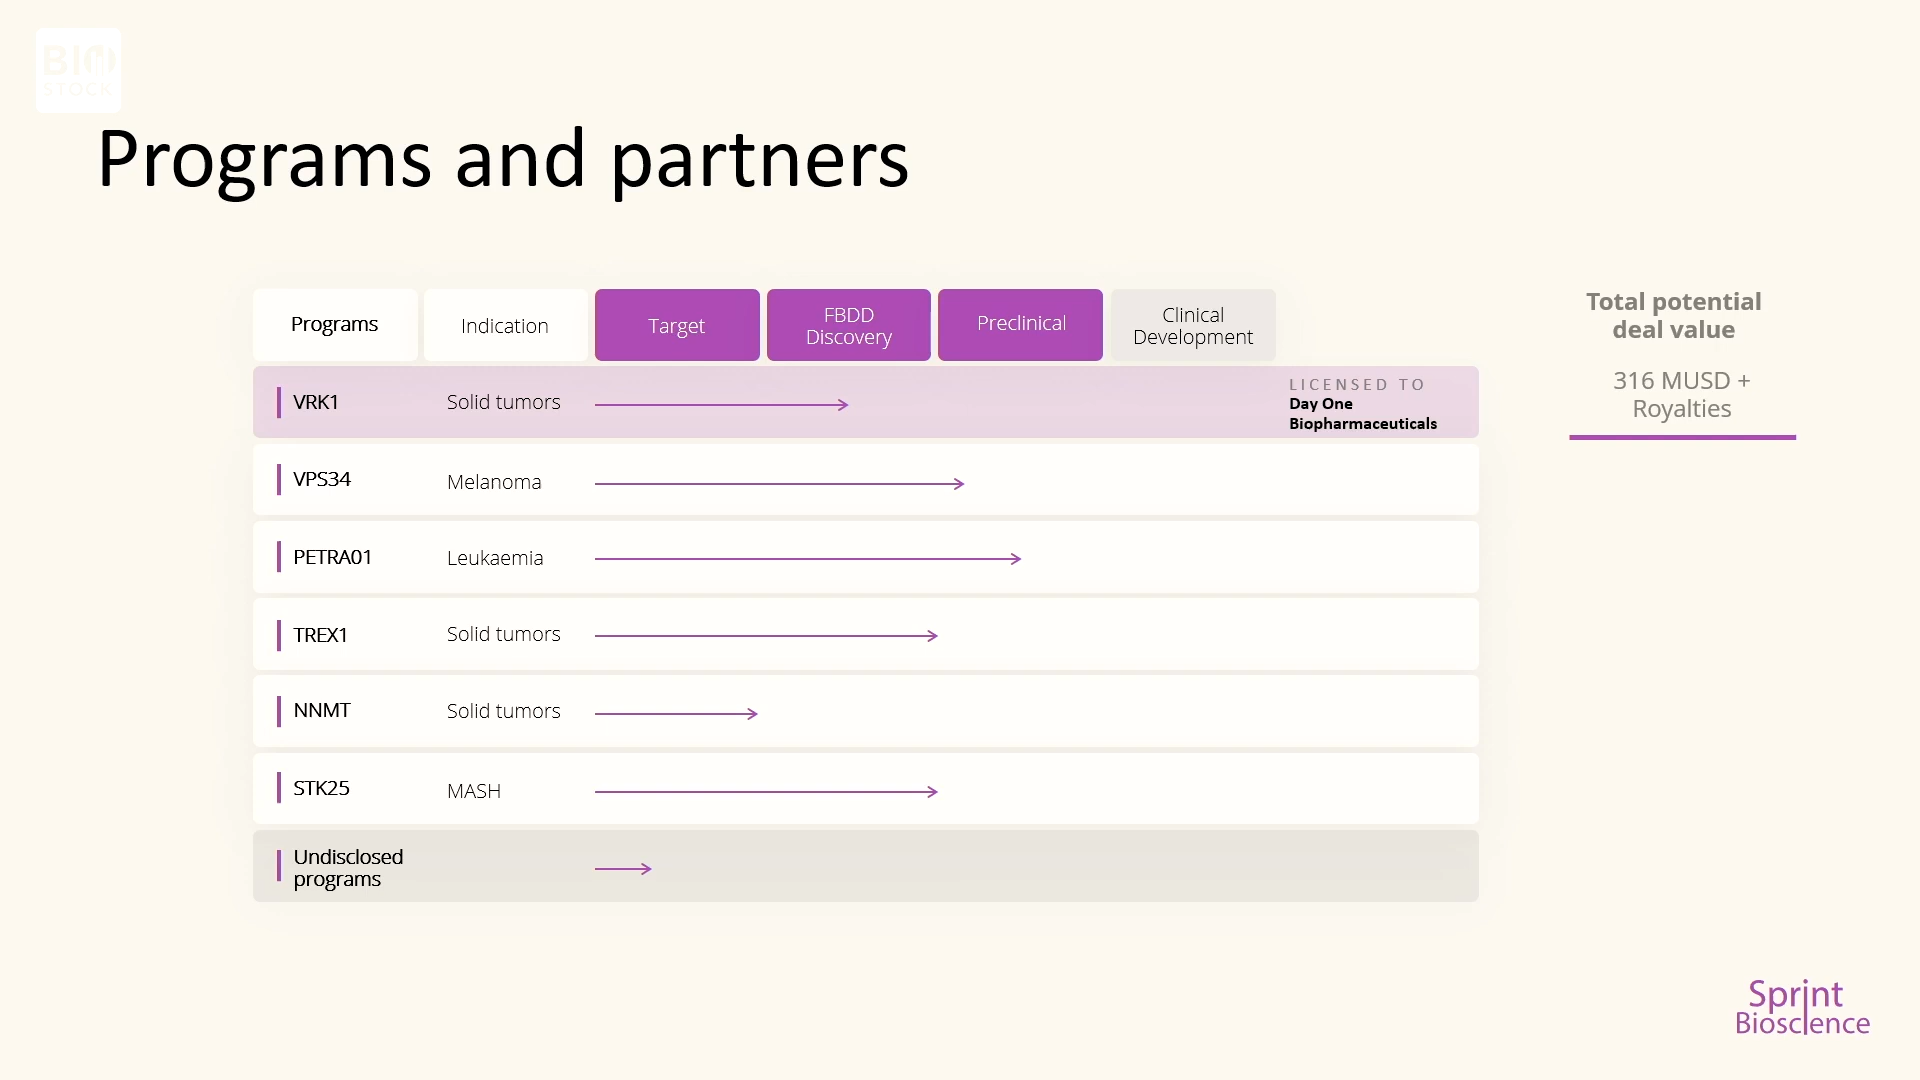 BIO
STOCK
Programs and partners
Programs
Indication
Target
FBDD
Discovery
Preclinical
Clinical
Development
Total potential
deal value
316 MUSD +
Royalties
VRK1
Solid tumors
LICENSED TO
Day One
Biopharmaceuticals
VPS34
Melanoma
PETRA01
Leukaemia
TREX1
Solid tumors
NNMT
Solid tumors
STK25
MASH
Undisclosed
programs
Sprint
Bioscience